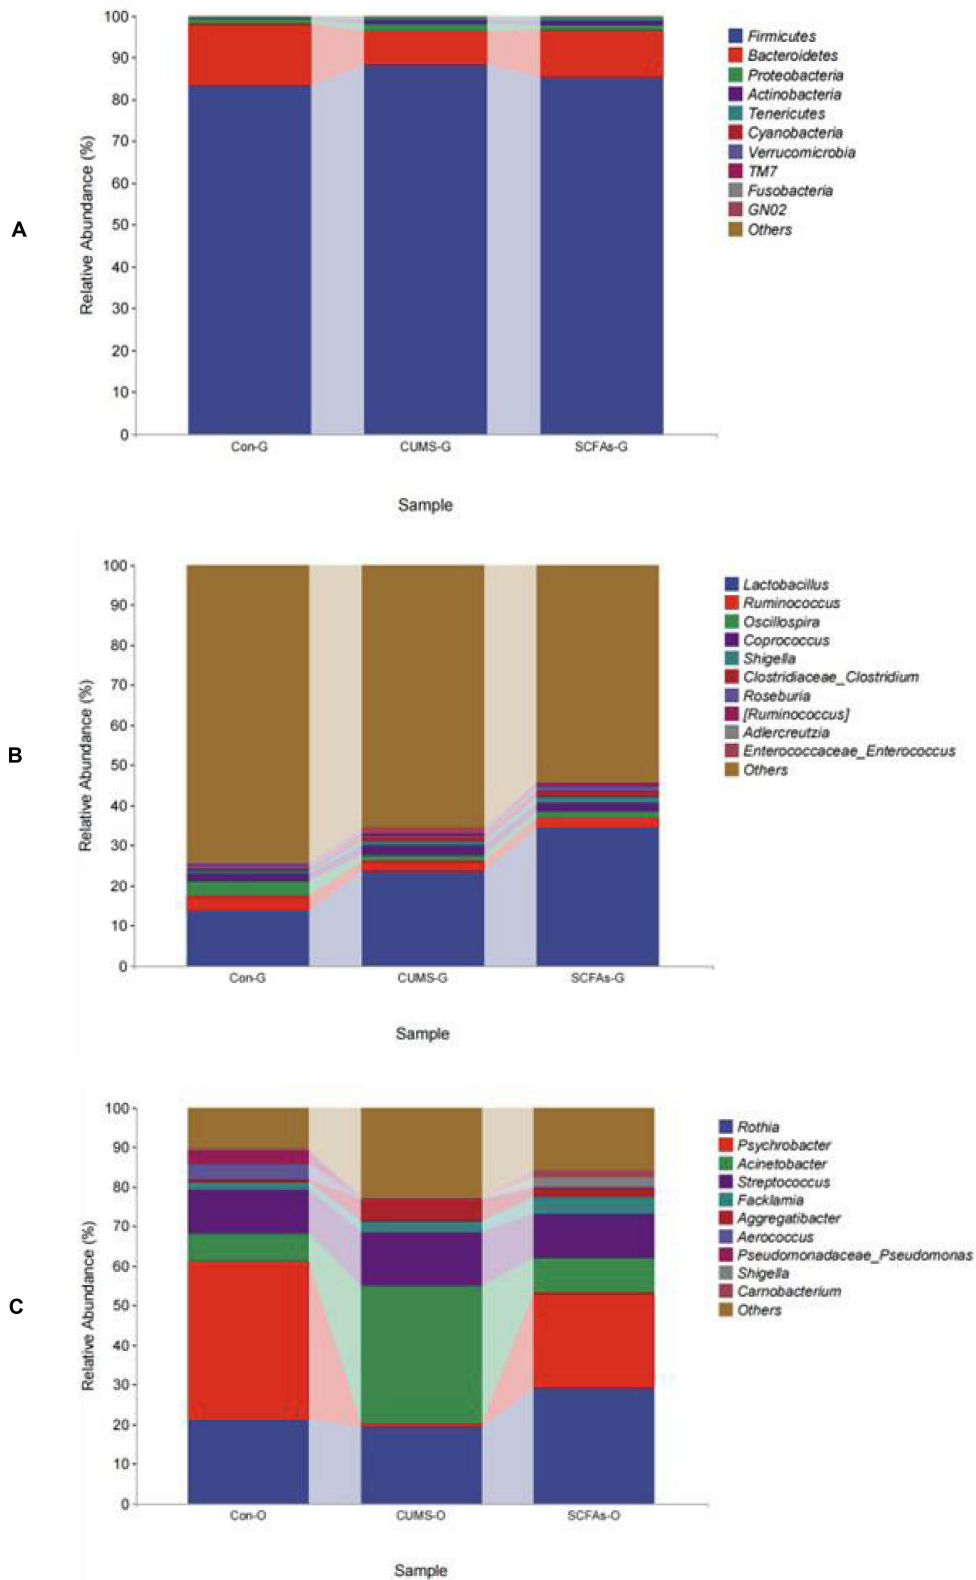 100
90
80
70
60
50
40
30
20
10
0
Relative Abundance (%)
A
Con-G
CUMS-G
SCFAs-G
Sample
Firmicutes
Bacteroidetes
Proteobacteria
Actinobacteria
Tenericutes
Cyanobacteria
Verrucomicrobia
TM7
Fusobacteria
GN02
Others
100
90
80
70
60
50
40
30
20
10
0
Relative Abundance (%)
B
Con-G
CUMS-G
SCFAs-G
Sample
Lactobacillus
Ruminococcus
Oscillospira
Coprococcus
Shigella
Clostridiaceae_Clostridium
Roseburia
[Ruminococcus]
Adlercreutzia
Enterococcaceae_Enterococcus
Others
100
90
80
70
60
50
40
30
20
10
0
Relative Abundance (%)
C
Con-O
CUMS-O
SCFAs-O
Sample
Rothia
Psychrobacter
Acinetobacter
Streptococcus
Facklamia
Aggregatibacter
Aerococcus
Pseudomonadaceae_Pseudomonas
Shigella
Carnobacterium
Others